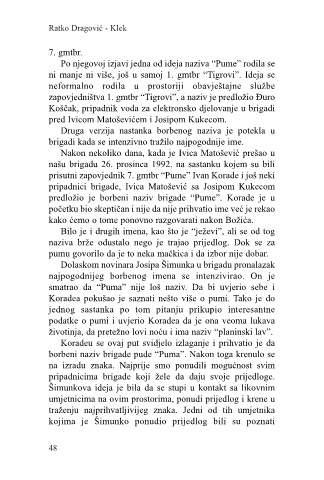 Ratko Dragović - Klek
7. gmtbr.
Po njegovoj izjavi jedna od ideja naziva “Pume” rodila se
ni manje ni više, još u samoj 1. gmtbr “Tigrovi”. Ideja se
neformalno rodila u prostoriji obavještajne službe
zapovjedništva 1. gmtbr “Tigrovi”, a naziv je predložio Đuro
Koščak, pripadnik voda za elektronsko djelovanje u brigadi
pred Ivicom Matoševićem i Josipom Kukecom.
Druga verzija nastanka borbenog naziva je potekla u
brigadi kada se intenzivno tražilo najpogodnije ime.
Nakon nekoliko dana, kada je Ivica Matošević prešao u
našu brigadu 26. prosinca 1992. na sastanku kojem su bili
prisutni zapovjednik 7. gmtbr “Pume” Ivan Korade i još neki
pripadnici brigade, Ivica Matošević sa Josipom Kukecom
predložio je borbeni naziv brigade “Pume”. Korade je u
početku bio skeptičan i nije da nije prihvatio ime već je rekao
kako ćemo o tome ponovno razgovarati nakon Božića.
Bilo je i drugih imena, kao što je “ježevi”, ali se od tog
naziva brže odustalo nego je trajao prijedlog. Dok se za
pumu govorilo da je to neka mačkica i da izbor nije dobar.
Dolaskom novinara Josipa Šimunka u brigadu pronalazak
najpogodnijeg borbenog imena se intenzivirao. On je
smatrao da “Puma” nije loš naziv. Da bi uvjerio sebe i
Koradea pokušao je saznati nešto više o pumi. Tako je do
jednog sastanka po tom pitanju prikupio interesantne
podatke o pumi i uvjerio Koradea da je ona veoma lukava
životinja, da pretežno lovi noću i ima naziv “planinski lav”.
Koradeu se ovaj put svidjelo izlaganje i prihvatio je da
borbeni naziv brigade pude “Puma”. Nakon toga krenulo se
na izradu znaka. Najprije smo ponudili mogućnost svim
pripadnicima brigade koji žele da daju svoje prijedloge.
Šimunkova ideja je bila da se stupi u kontakt sa likovnim
umjetnicima na ovim prostorima, ponudi prijedlog i krene u
traženju najprihvatljivijeg znaka. Jedni od tih umjetnika
kojima je Šimunko ponudio prijedlog bili su poznati
48